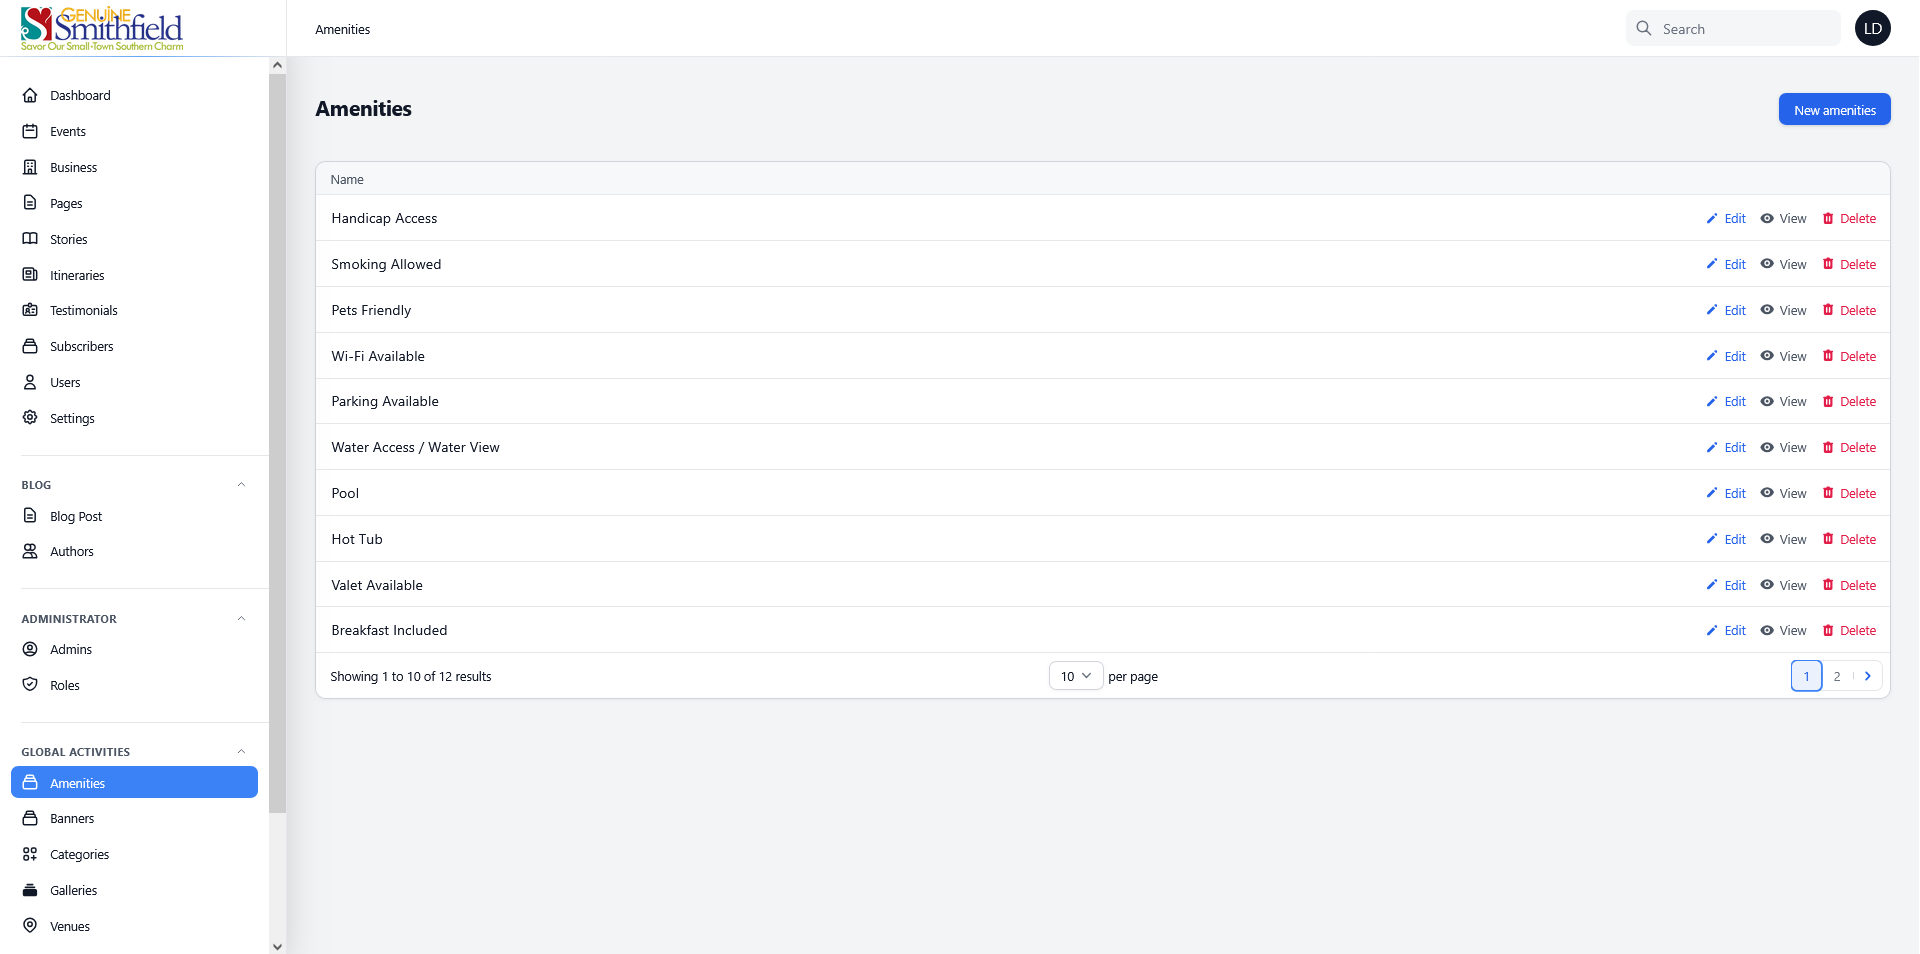 GENUINE
Smithfield
Savor Our Small-Town Southern Charm
Amenities
Search
LD
Dashboard
Events
Business
Pages
Stories
Itineraries
Testimonials
Subscribers
Users
Settings
BLOG
Blog Post
Authors
ADMINISTRATOR
Admins
Roles
GLOBAL ACTIVITIES
Amenities
Banners
Categories
Galleries
Venues
Amenities
New amenities
Name
Handicap Access Edit View Delete
Smoking Allowed Edit View Delete
Pets Friendly Edit View Delete
Wi-Fi Available Edit View Delete
Parking Available Edit View Delete
Water Access / Water View Edit View Delete
Pool Edit View Delete
Hot Tub Edit View Delete
Valet Available Edit View Delete
Breakfast Included Edit View Delete
Showing 1 to 10 of 12 results 10 per page 1 2